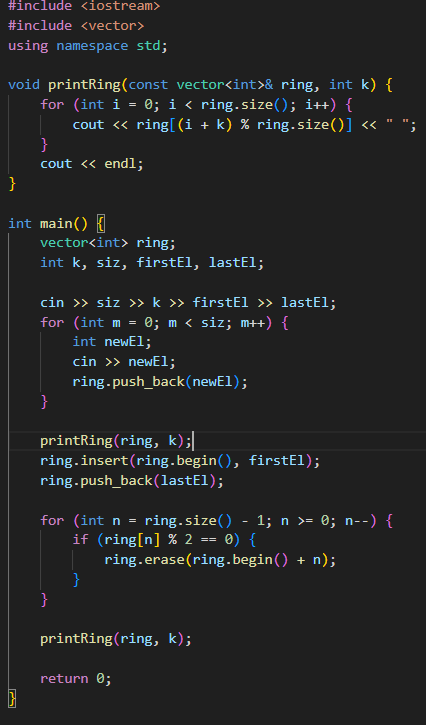 #include <iostream>
#include <vector>
using namespace std;

void printRing(const vector<int>& ring, int k) {
    for (int i = 0; i < ring.size(); i++) {
        cout << ring[(i + k) % ring.size()] << " ";
    }
    cout << endl;
}

int main() {
    vector<int> ring;
    int k, siz, firstEl, lastEl;

    cin >> siz >> k >> firstEl >> lastEl;
    for (int m = 0; m < siz; m++) {
        int newEl;
        cin >> newEl;
        ring.push_back(newEl);
    }

    printRing(ring, k);
    ring.insert(ring.begin(), firstEl);
    ring.push_back(lastEl);

    for (int n = ring.size() - 1; n >= 0; n--) {
        if (ring[n] % 2 == 0) {
            ring.erase(ring.begin() + n);
        }
    }

    printRing(ring, k);

    return 0;
}